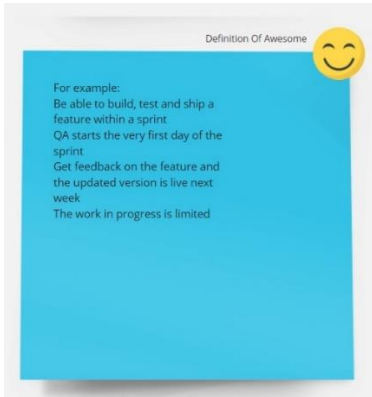 Definition Of Awesome
For example:
Be able to build, test and ship a
feature within a sprint
QA starts the very first day of the
sprint
Get feedback on the feature and
the updated version is live next
week
The work in progress is limited